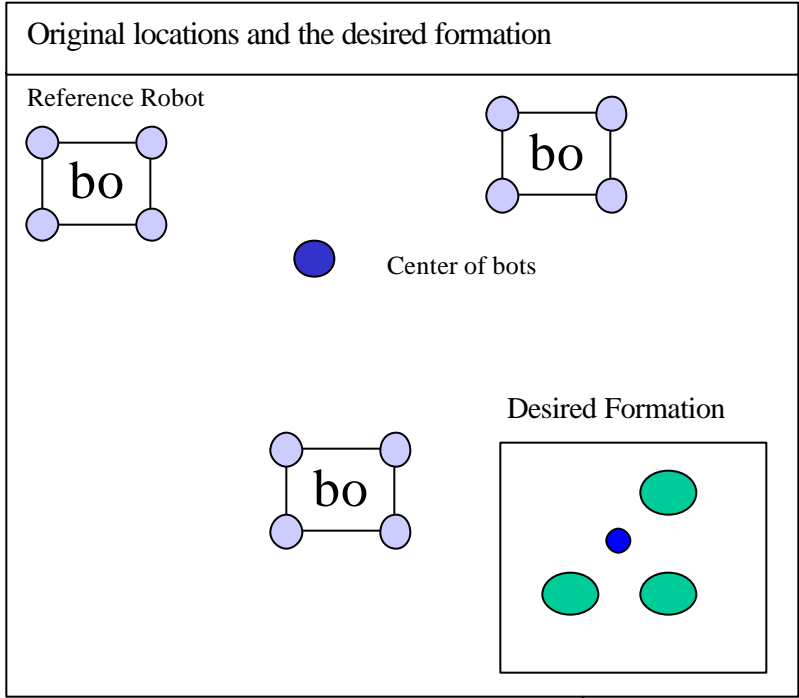 Original locations and the desired formation
Reference Robot
bo
bo
Center of bots
Desired Formation
bo